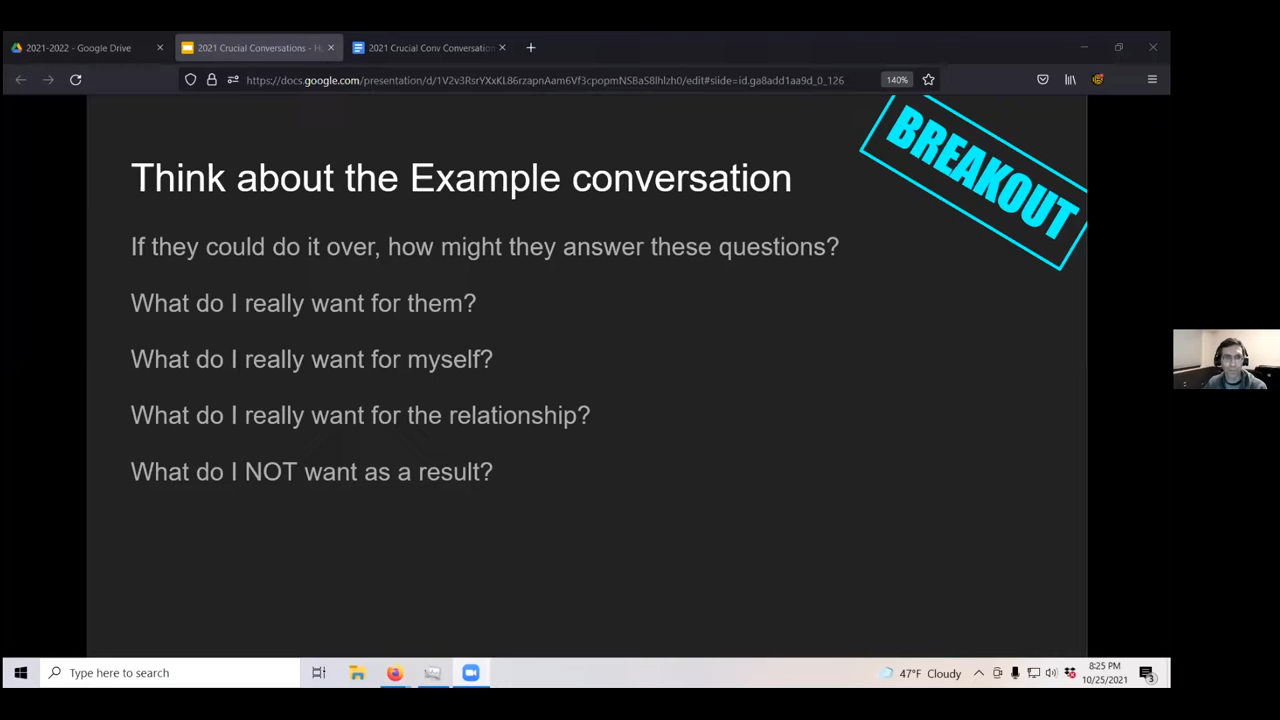 2021-2022 - Google Drive
2021 Crucial Conversations - H
2021 Crucial Conv Conversation
https://docs.google.com/presentation/d/1V2v3RsrYXxKL86rzapnAam6Vf3cpopmNSBaS8lhlzh0/edit#slide=id.ga8add1aa9d_0_126
140%
BREAKOUT
Think about the Example conversation
If they could do it over, how might they answer these questions?
What do I really want for them?
What do I really want for myself?
What do I really want for the relationship?
What do I NOT want as a result?
Type here to search
47°F Cloudy
8:25 PM
10/25/2021
3